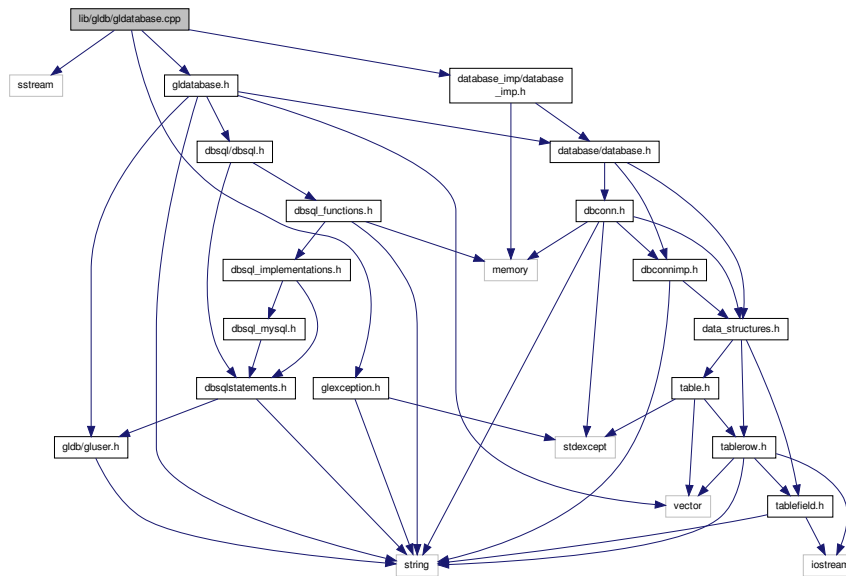 lib/gldb/gldatabase.cpp
sstream
gldatabase.h
database_imp/database
_imp.h
dbsql/dbsql.h
database/database.h
dbsql_functions.h
dbconn.h
dbsql_implementations.h
memory
dbconnimp.h
dbsql_mysql.h
data_structures.h
dbsqlstatements.h
glexception.h
table.h
gldb/gluser.h
stdexcept
tablerow.h
vector
tablefield.h
string
iostream